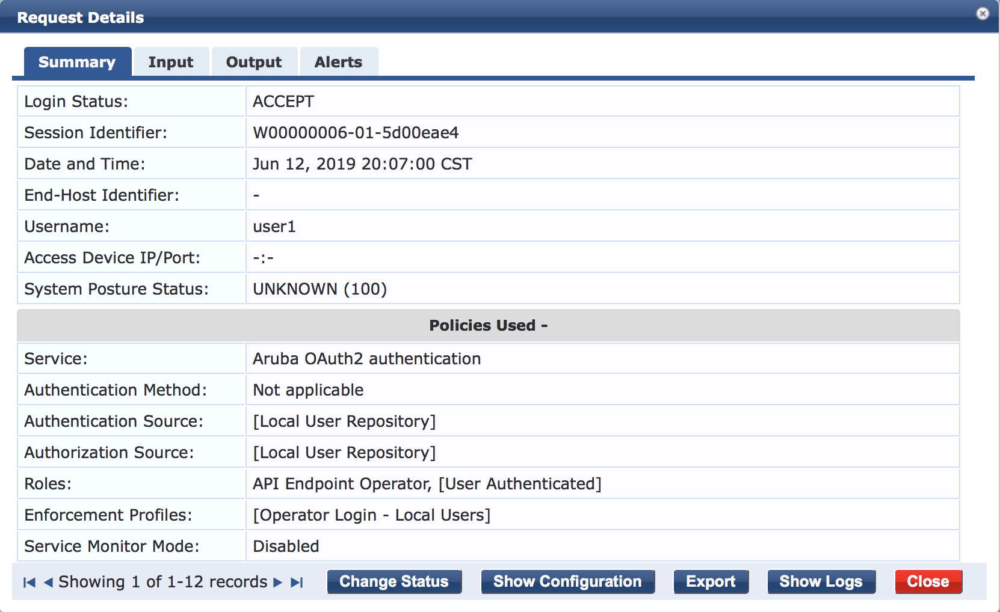 Request Details
Summary Input Output Alerts
Login Status: ACCEPT
Session Identifier: W00000006-01-5d00eae4
Date and Time: Jun 12, 2019 20:07:00 CST
End-Host Identifier: -
Username: user1
Access Device IP/Port: -:-
System Posture Status: UNKNOWN (100)
Policies Used -
Service: Aruba OAuth2 authentication
Authentication Method: Not applicable
Authentication Source: [Local User Repository]
Authorization Source: [Local User Repository]
Roles: API Endpoint Operator, [User Authenticated]
Enforcement Profiles: [Operator Login - Local Users]
Service Monitor Mode: Disabled
Showing 1 of 1-12 records Change Status Show Configuration Export Show Logs Close